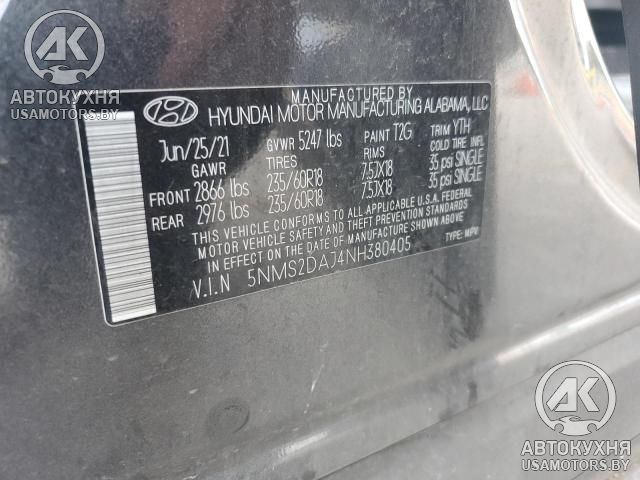 АК
АВТОКУХНЯ
USAMOTORS.BY
MANUFACTURED BY
HYUNDAI MOTOR MANUFACTURING ALABAMA, LLC
Jun/25/21 GVWR 5247 lbs PAINT T2G TRIM YTH
GAWR TIRES RIMS COLD TIRE INFL
FRONT 2866 lbs 235/60R18 7.5JX18 35 psi SINGLE
REAR 2976 lbs 235/60R18 7.5JX18 35 psi SINGLE
THIS VEHICLE CONFORMS TO ALL APPLICABLE U.S.A. FEDERAL
MOTOR VEHICLE SAFETY AND THEFT PREVENTION STANDARDS
IN EFFECT ON THE DATE OF MANUFACTURE SHOWN ABOVE.
V.I.N 5NMS2DAJ4NH380405 TYPE: MPV
АК
АВТОКУХНЯ
USAMOTORS.BY